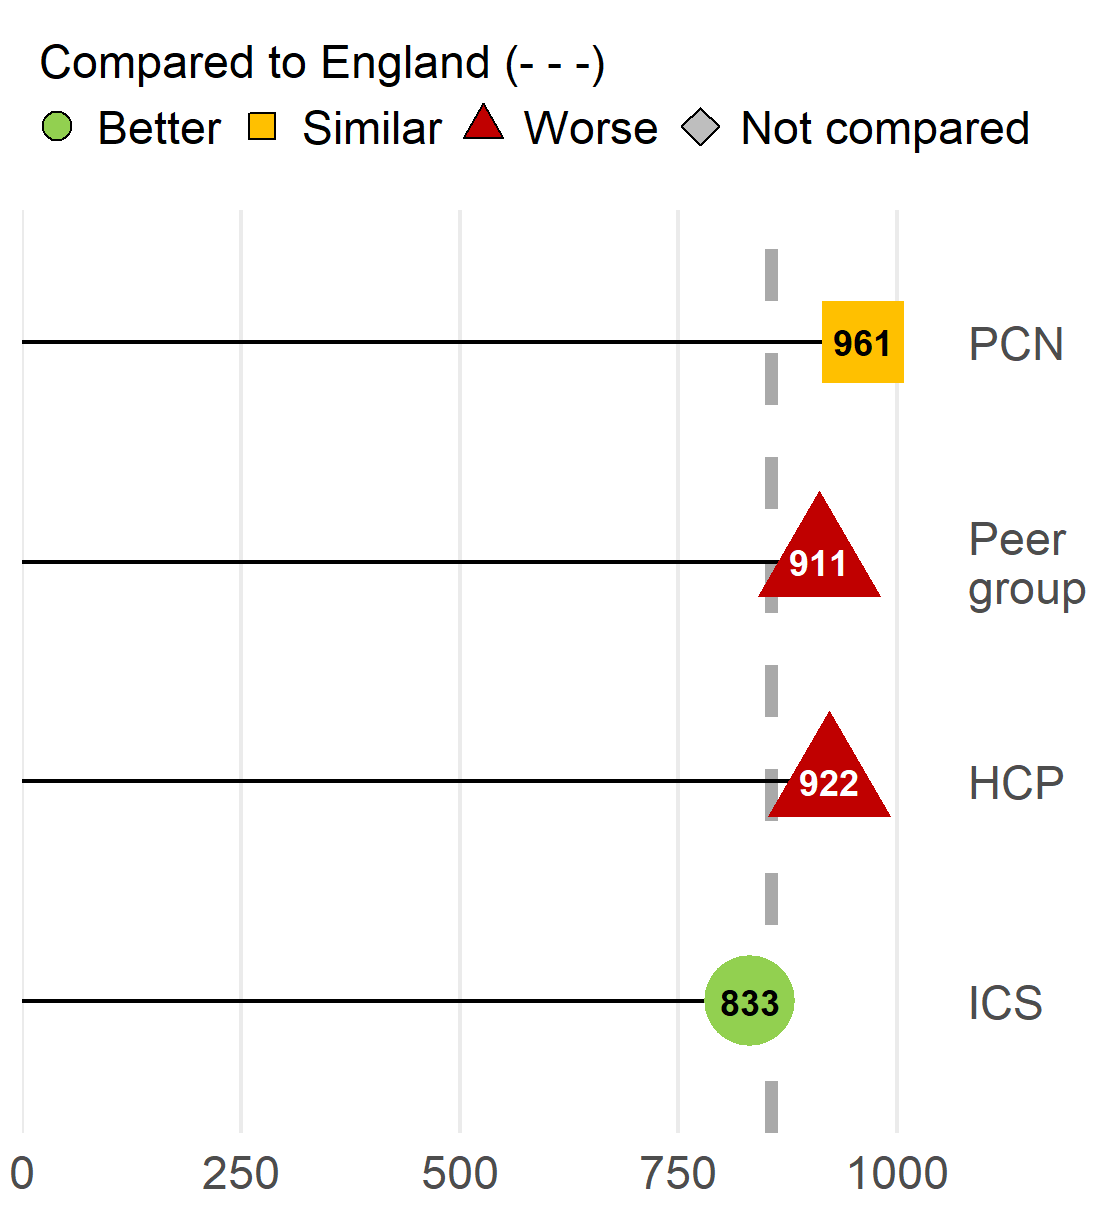 Compared to England (- - -)
Better Similar Worse Not compared
961 PCN
Peer
911
group
922 HCP
833 ICS
0 250 500 750 1000